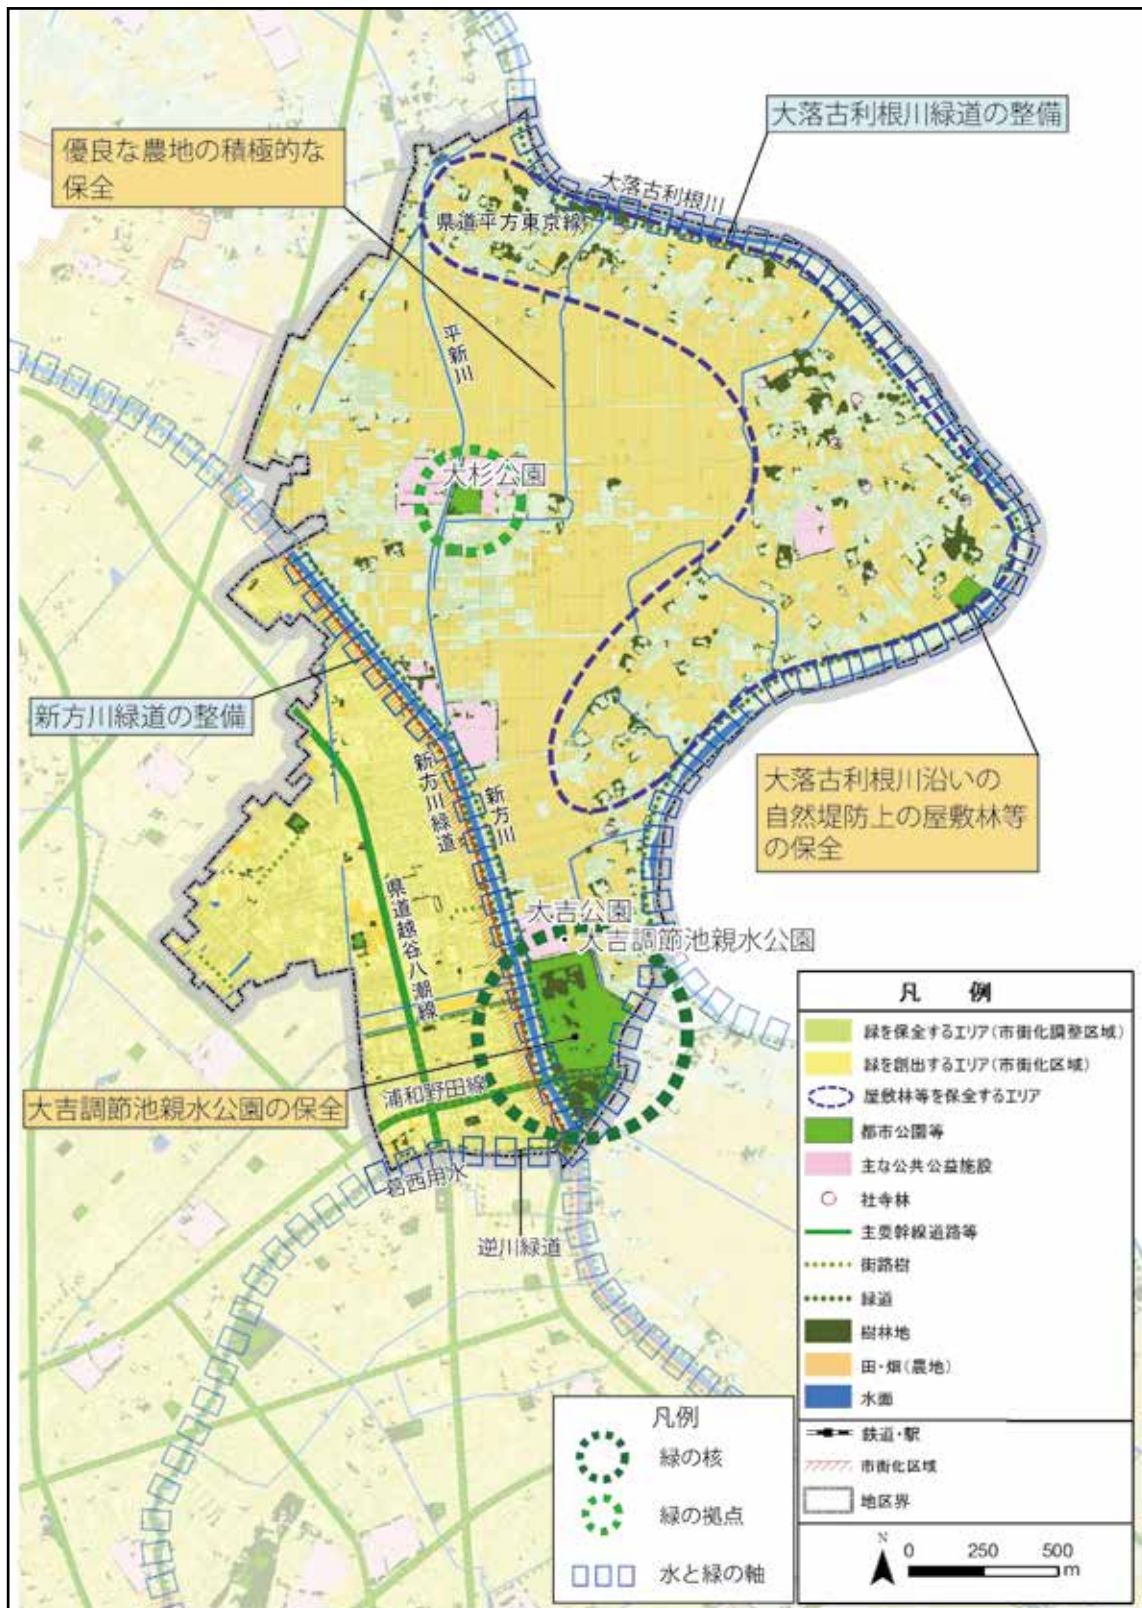 大落古利根川緑道の整備
優良な農地の積極的な
保全
大落古利根川
県道平方東京線
平新川
大杉公園
新方川緑道の整備
新方川緑道
新方川
大落古利根川沿いの
自然堤防上の屋敷林等
の保全
県道越谷八潮線
大吉公園
・大吉調節池親水公園
浦和野田線
大吉調節池親水公園の保全
葛西用水
逆川緑道
凡 例
緑を保全するエリア(市街化調整区域)
緑を創出するエリア(市街化区域)
屋敷林等を保全するエリア
都市公園等
主な公共公益施設
社寺林
主要幹線道路等
街路樹
緑道
樹林地
田・畑(農地)
水面
鉄道・駅
市街化区域
地区界
N
0 250 500
m
凡例
緑の核
緑の拠点
水と緑の軸